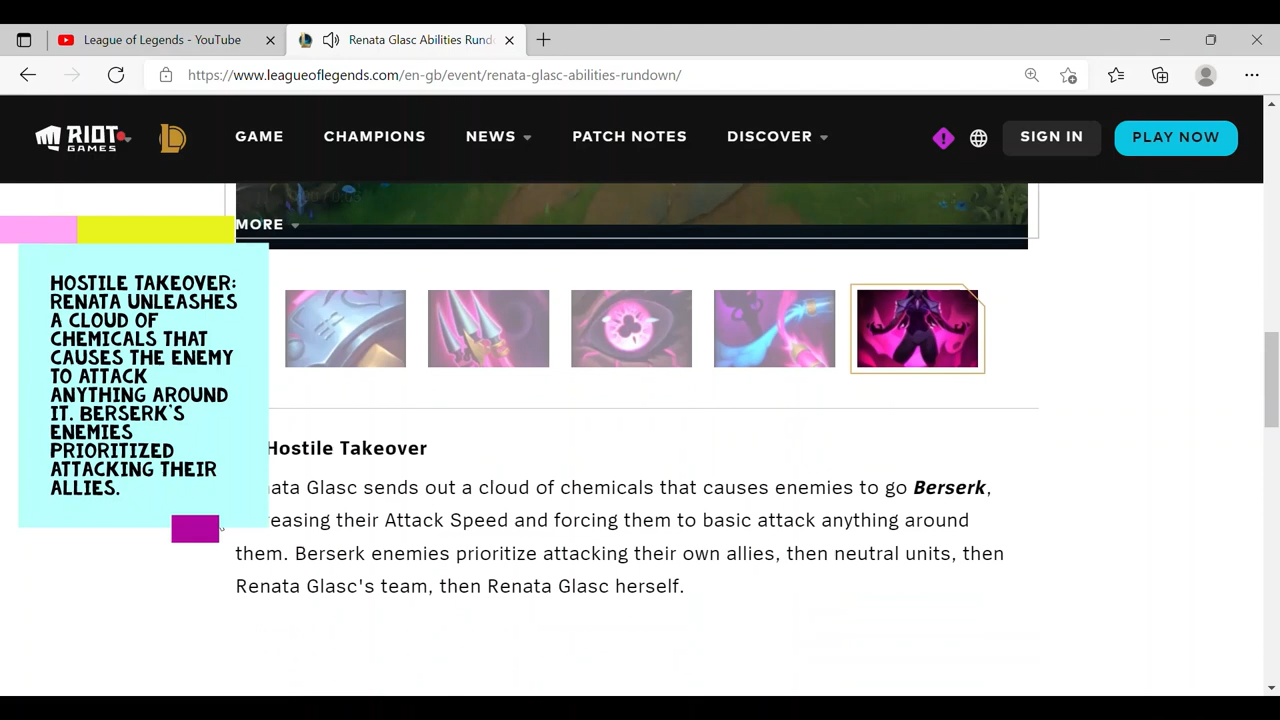 League of Legends - YouTube
Renata Glasc Abilities Rund
https://www.leagueoflegends.com/en-gb/event/renata-glasc-abilities-rundown/
RIOT GAMES
GAME
CHAMPIONS
NEWS
PATCH NOTES
DISCOVER
SIGN IN
PLAY NOW
MORE
HOSTILE TAKEOVER:
RENATA UNLEASHES
A CLOUD OF
CHEMICALS THAT
CAUSES THE ENEMY
TO ATTACK
ANYTHING AROUND
IT. BERSERK'S
ENEMIES
PRIORITIZED
ATTACKING THEIR
ALLIES.
Hostile Takeover
ata Glasc sends out a cloud of chemicals that causes enemies to go Berserk,
easing their Attack Speed and forcing them to basic attack anything around
them. Berserk enemies prioritize attacking their own allies, then neutral units, then
Renata Glasc's team, then Renata Glasc herself.